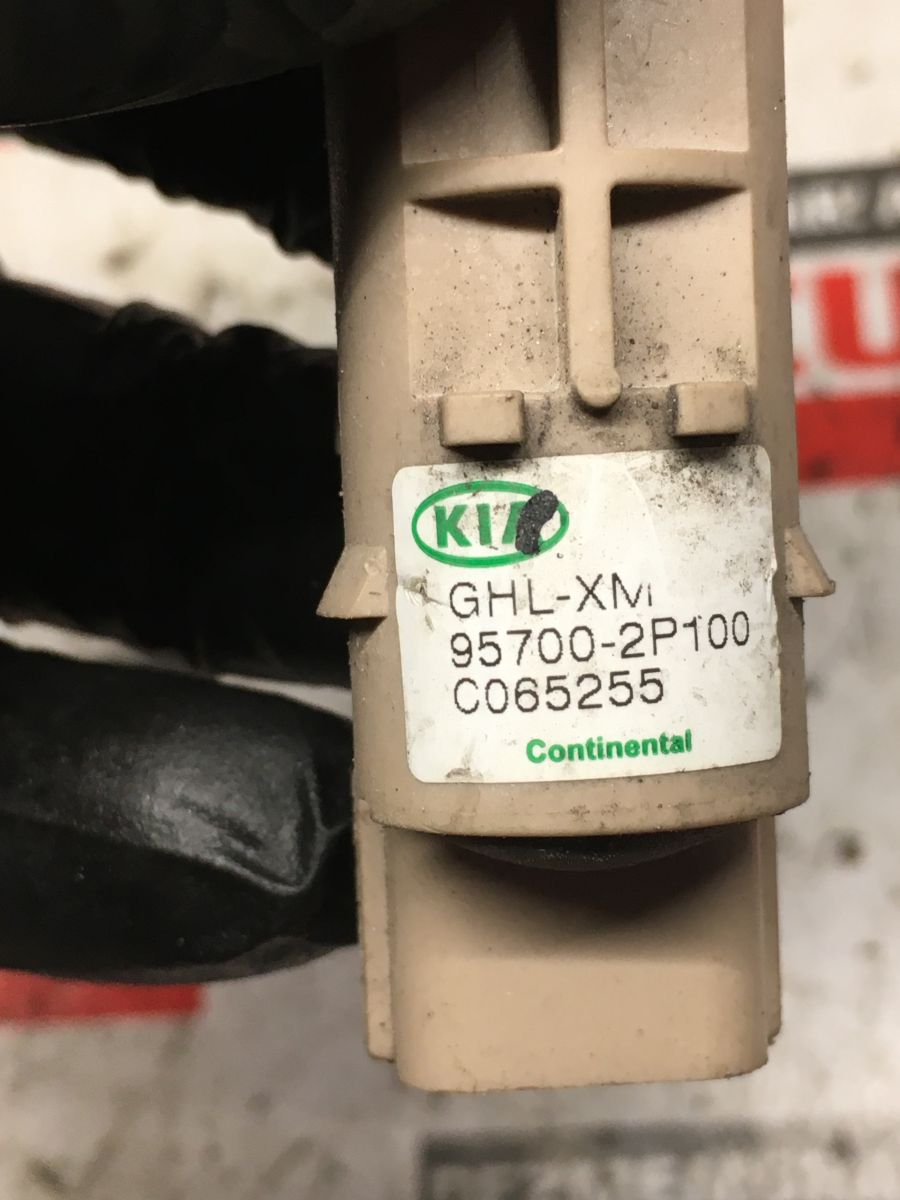 KIA
GHL-XM
95700-2P100
C065255
Continental